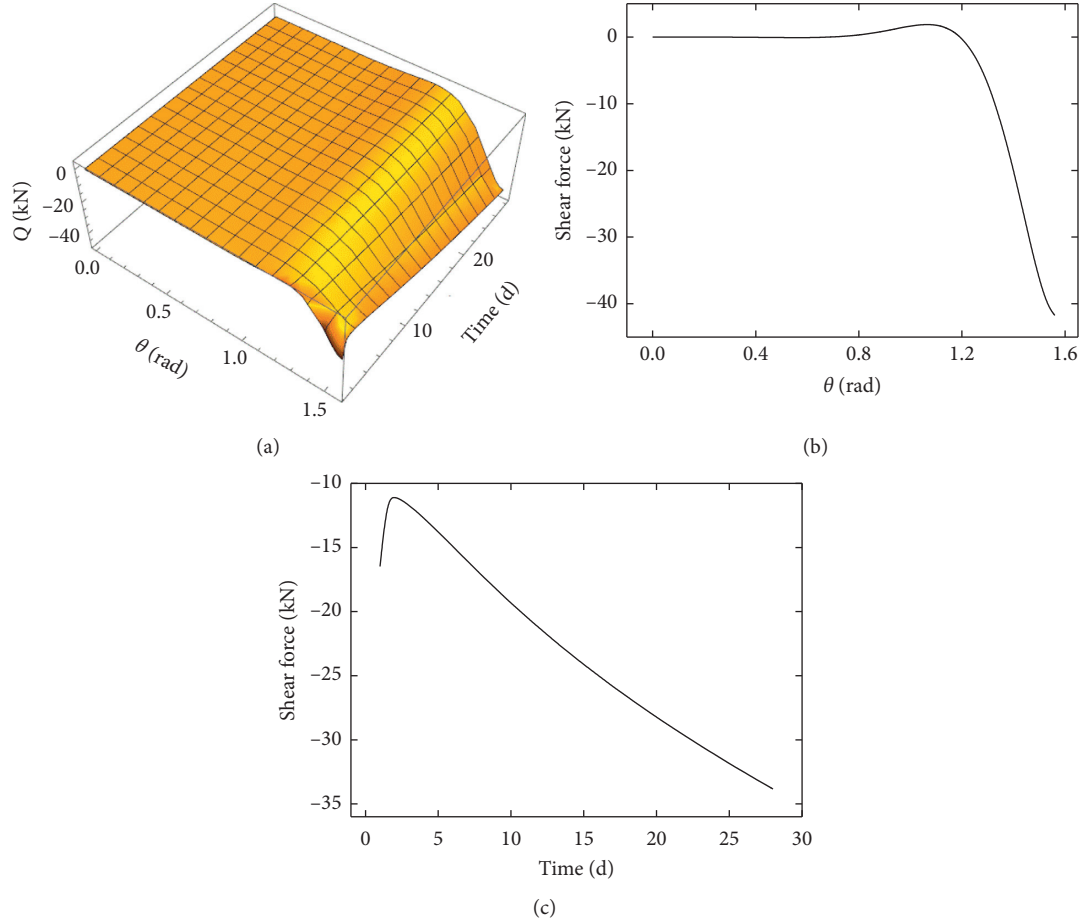 0
−20
−40
Q (kN)
0.0
0.5
1.0
1.5
θ (rad)
10
20
Time (d)
(a)
0
−10
−20
−30
−40
Shear force (kN)
0.0 0.4 0.8 1.2 1.6
θ (rad)
(b)
−10
−15
−20
−25
−30
−35
Shear force (kN)
0 5 10 15 20 25 30
Time (d)
(c)